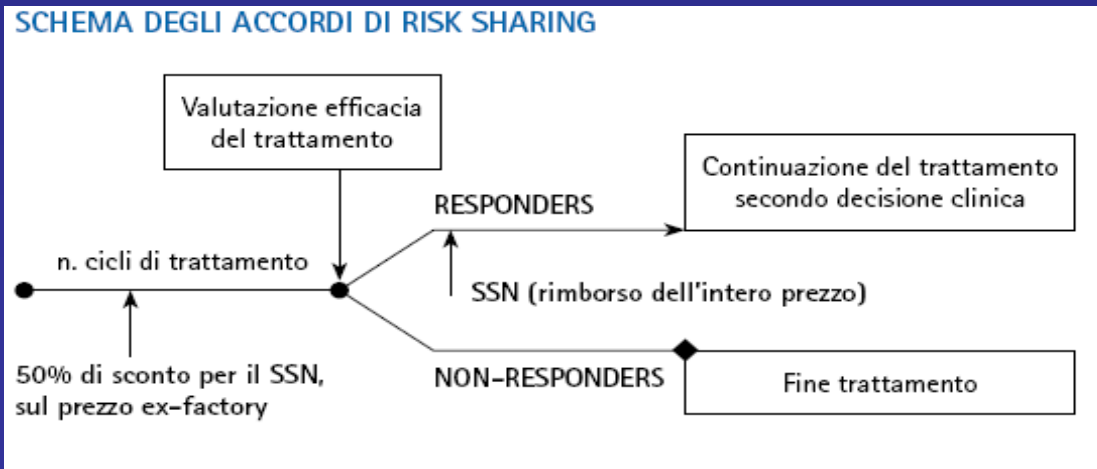 SCHEMA DEGLI ACCORDI DI RISK SHARING
Valutazione efficacia
del trattamento
Continuazione del trattamento
secondo decisione clinica
RESPONDERS
n. cicli di trattamento
SSN (rimborso dell'intero prezzo)
50% di sconto per il SSN,
sul prezzo ex-factory
NON-RESPONDERS
Fine trattamento